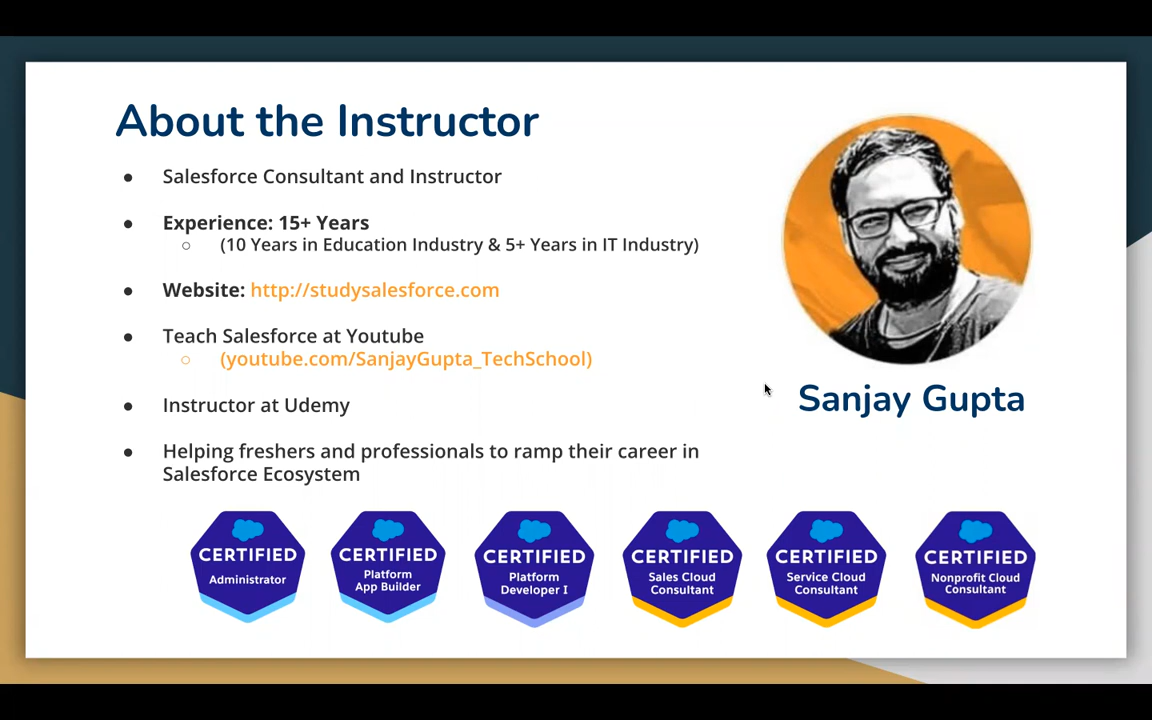 About the Instructor
● Salesforce Consultant and Instructor
● Experience: 15+ Years
○ (10 Years in Education Industry & 5+ Years in IT Industry)
● Website: http://studysalesforce.com
● Teach Salesforce at Youtube
○ (youtube.com/SanjayGupta_TechSchool)
● Instructor at Udemy
● Helping freshers and professionals to ramp their career in
Salesforce Ecosystem
Sanjay Gupta
CERTIFIED
Administrator
CERTIFIED
Platform
App Builder
CERTIFIED
Platform
Developer I
CERTIFIED
Sales Cloud
Consultant
CERTIFIED
Service Cloud
Consultant
CERTIFIED
Nonprofit Cloud
Consultant